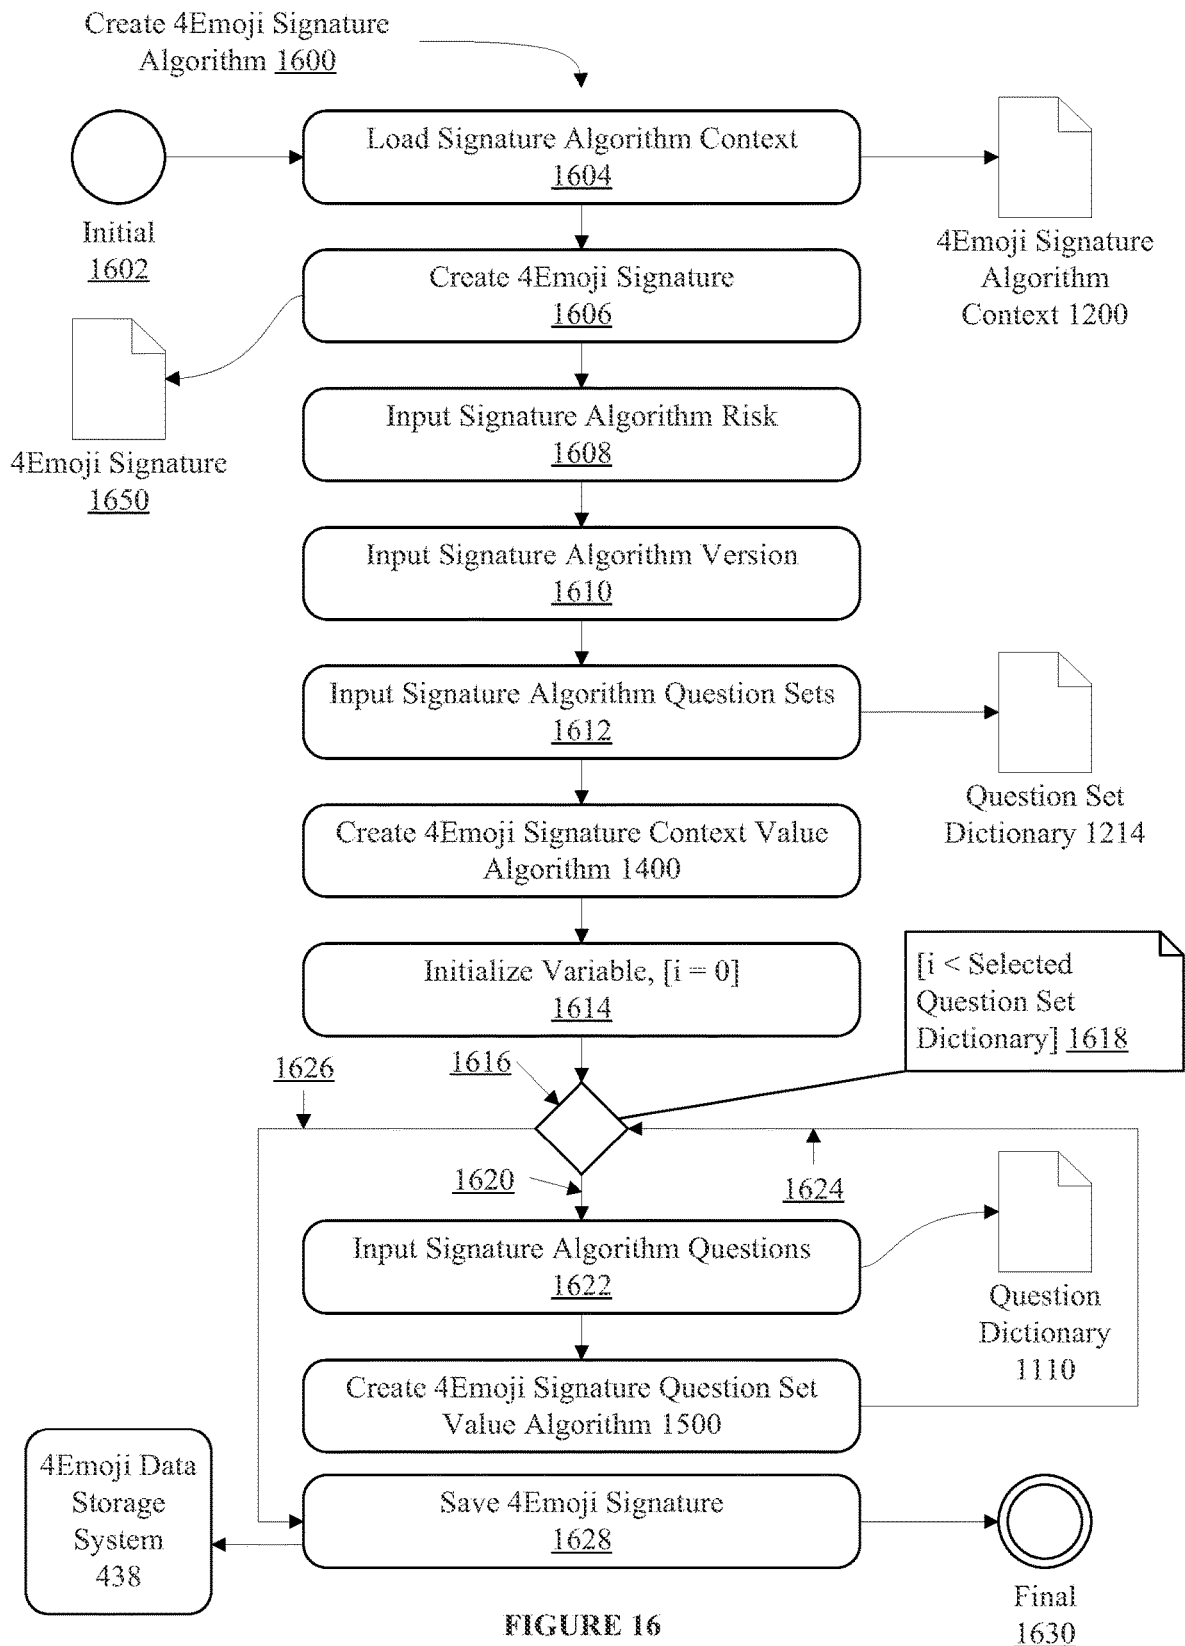 Create 4Emoji Signature
Algorithm 1600
Load Signature Algorithm Context
1604
Initial
1602
4Emoji Signature
Algorithm
Context 1200
Create 4Emoji Signature
1606
4Emoji Signature
1650
Input Signature Algorithm Risk
1608
Input Signature Algorithm Version
1610
Input Signature Algorithm Question Sets
1612
Question Set
Dictionary 1214
Create 4Emoji Signature Context Value
Algorithm 1400
Initialize Variable, [i = 0]
1614
[i < Selected
Question Set
Dictionary] 1618
1616
1626
1620
1624
Input Signature Algorithm Questions
1622
Question
Dictionary
1110
Create 4Emoji Signature Question Set
Value Algorithm 1500
4Emoji Data
Storage
System
438
Save 4Emoji Signature
1628
Final
1630
FIGURE 16